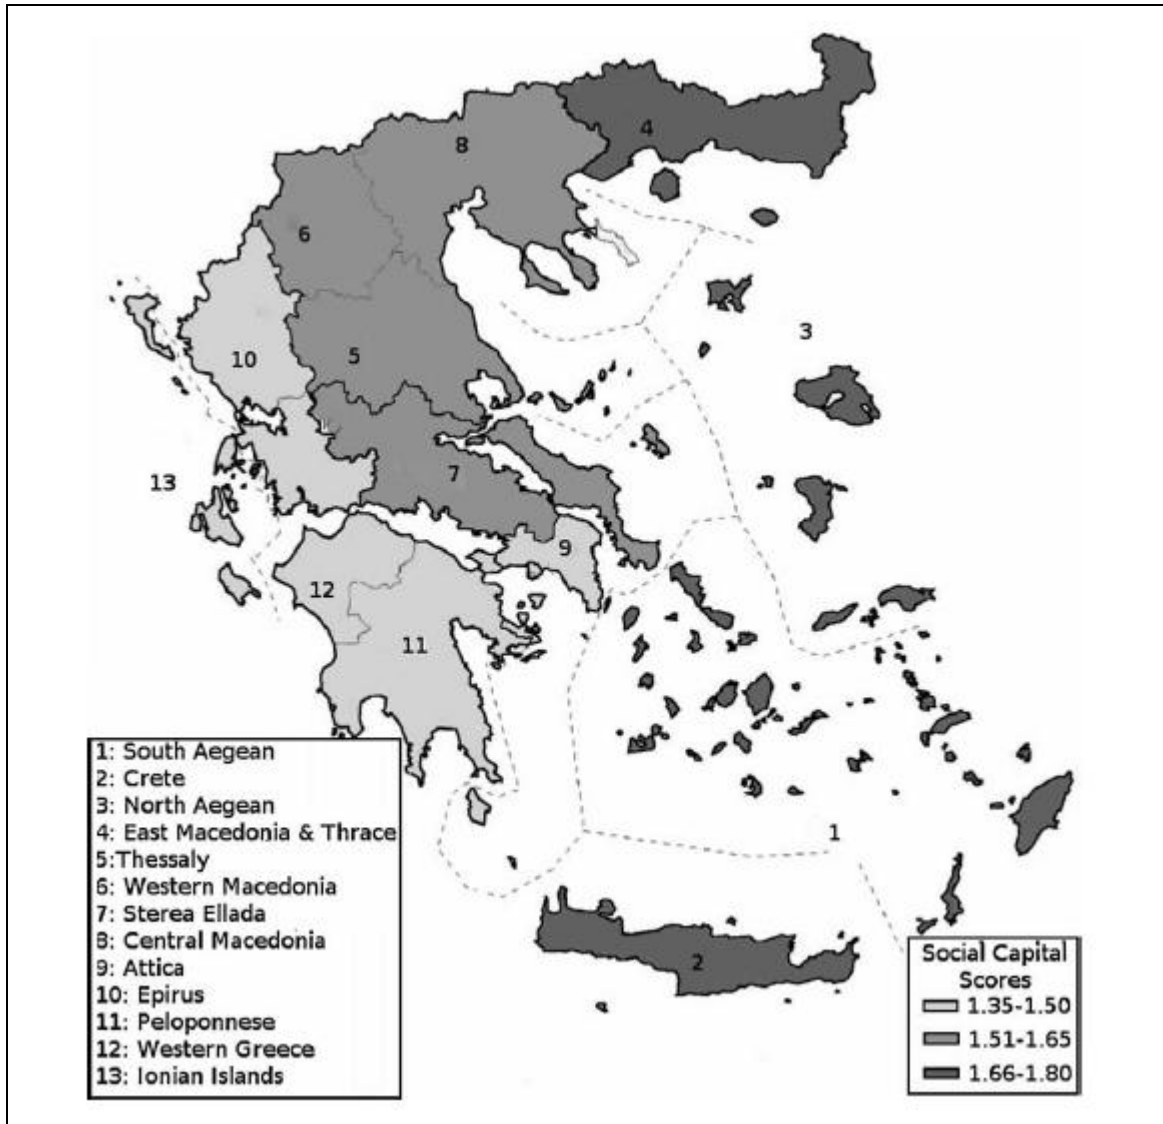 4
8
6
3
10
5
13
7
9
12
11
1
2
1: South Aegean
2: Crete
3: North Aegean
4: East Macedonia & Thrace
5:Thessaly
6: Western Macedonia
7: Sterea Ellada
8: Central Macedonia
9: Attica
10: Epirus
11: Peloponnese
12: Western Greece
13: Ionian Islands
Social Capital
Scores
1.35-1.50
1.51-1.65
1.66-1.80